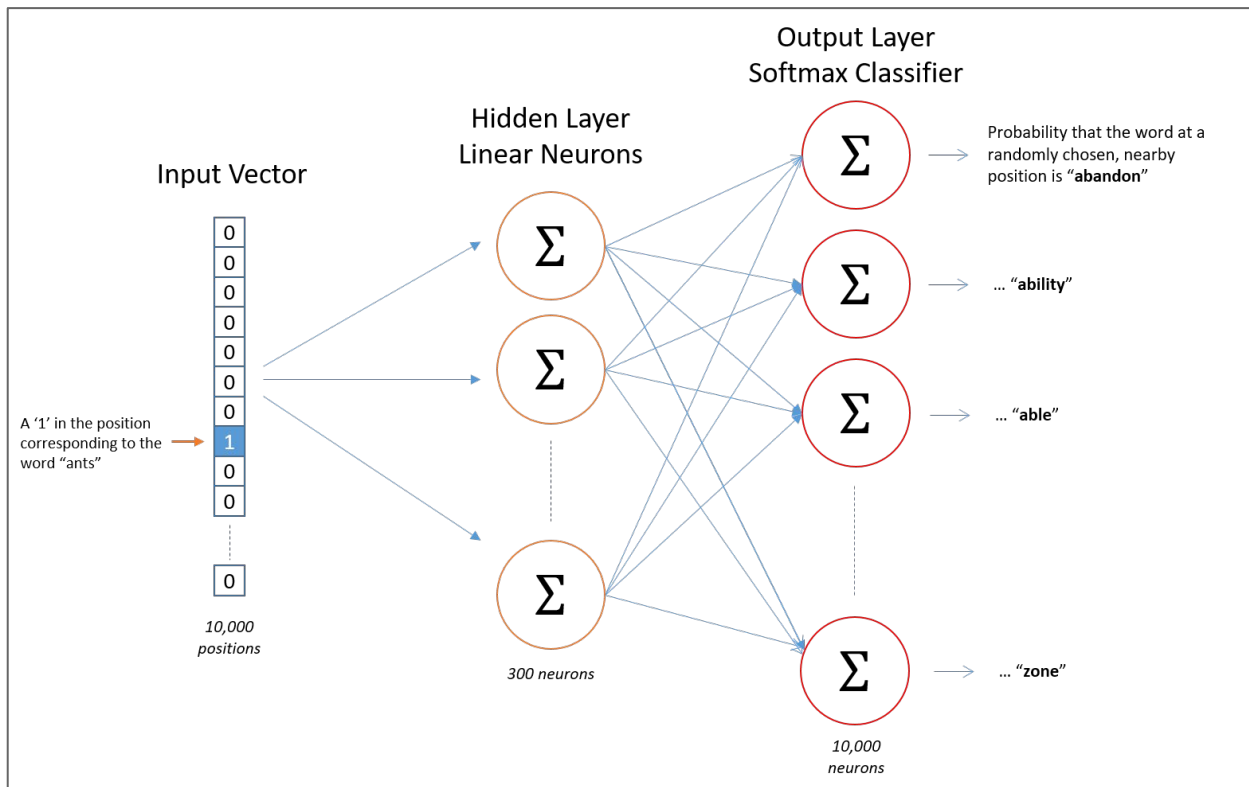 Output Layer
Softmax Classifier
Hidden Layer
Linear Neurons
Input Vector
0
0
0
0
0
0
0
1
0
0
0
A ‘1’ in the position
corresponding to the
word “ants”
10,000
positions
Σ
Σ
Σ
300 neurons
Σ
Σ
Σ
Σ
10,000
neurons
Probability that the word at a
randomly chosen, nearby
position is “abandon”
... “ability”
... “able”
... “zone”